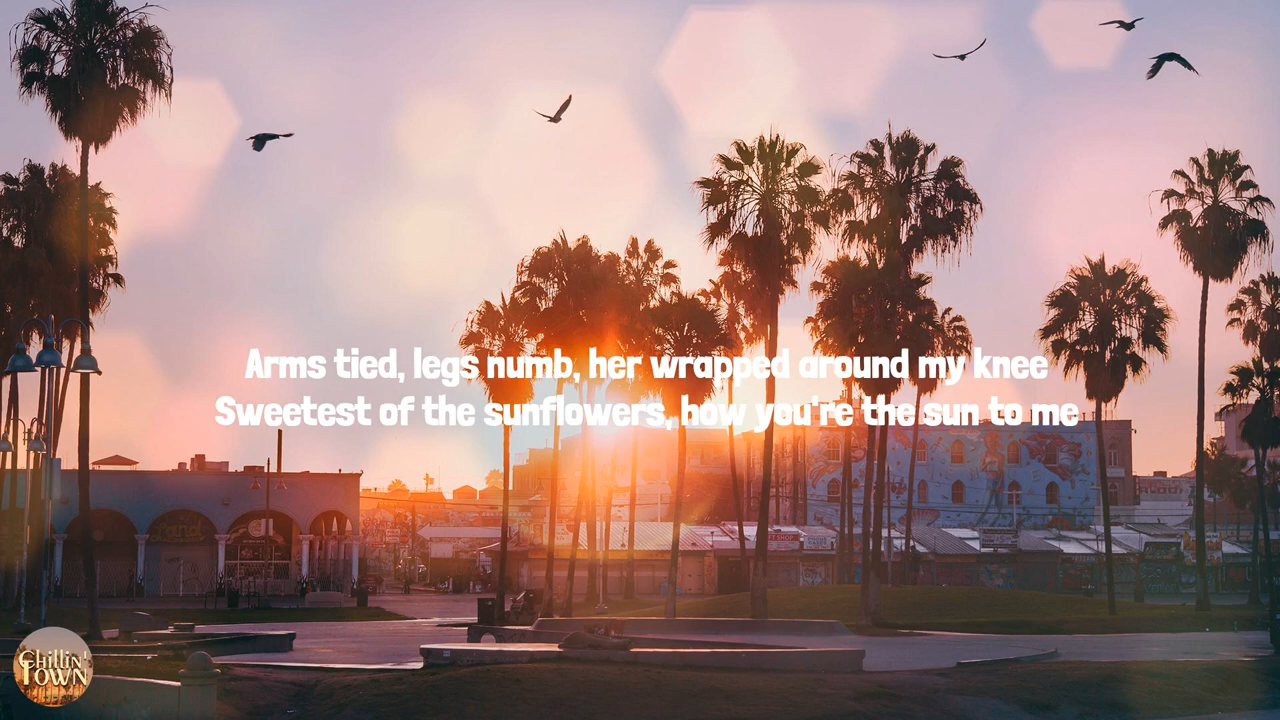 Arms tied, legs numb, her wrapped around my knee
Sweetest of the sunflowers, how you're the sun to me
Chillin'
Town